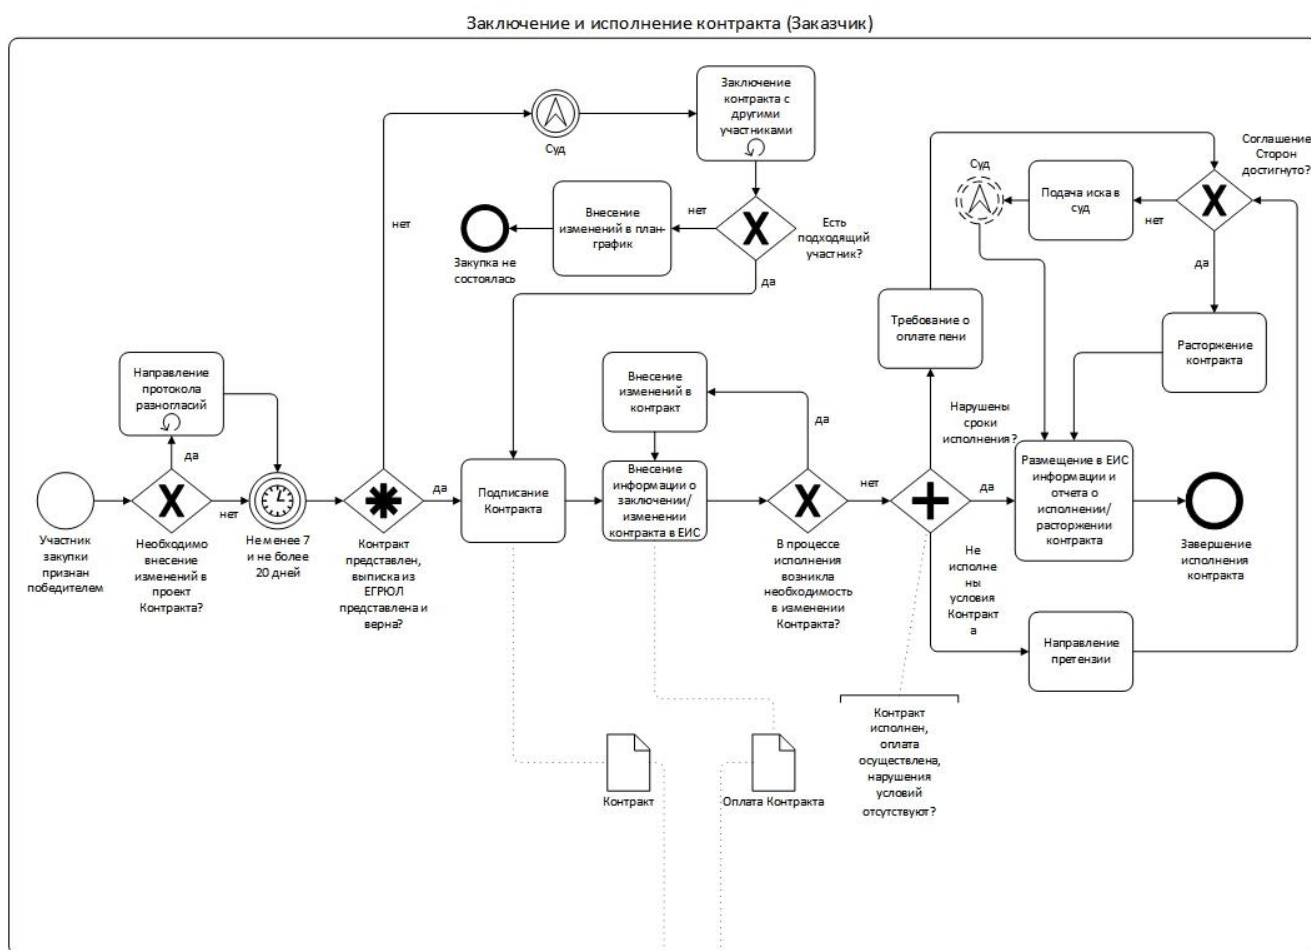 Заключение и исполнение контракта (Заказчик)
Заключение
контракта с
другими
участниками
Суд
нет
Внесение
изменений в план-
график
нет
Закупка не
состоялась
Есть
подходящий
участник?
да
Соглашение
Сторон
достигнуто?
Суд
Подача иска в
суд
нет
да
Требование о
оплате пени
Расторжение
контракта
Направление
протокола
разногласий
да
Внесение
изменений в
контракт
да
Нарушены
сроки
исполнения?
Участник
закупки
признан
победителем
Необходимо
внесение
изменений в
проект
Контракта?
нет
Не менее 7
и не более
20 дней
Контракт
представлен,
выписка из
ЕГРЮЛ
представлена и
верна?
да
Подписание
Контракта
Внесение
информации о
заключении/
изменении
контракта в ЕИС
В процессе
исполнения
возникла
необходимость
в изменении
Контракта?
нет
да
Размещение в ЕИС
информации и
отчета о
исполнении/
расторжении
контракта
Завершение
исполнения
контракта
Не
исполне
ны
условия
Контракт
а
Направление
претензии
Контракт
исполнен,
оплата
осуществлена,
нарушения
условий
отсутствуют?
Контракт
Оплата Контракта